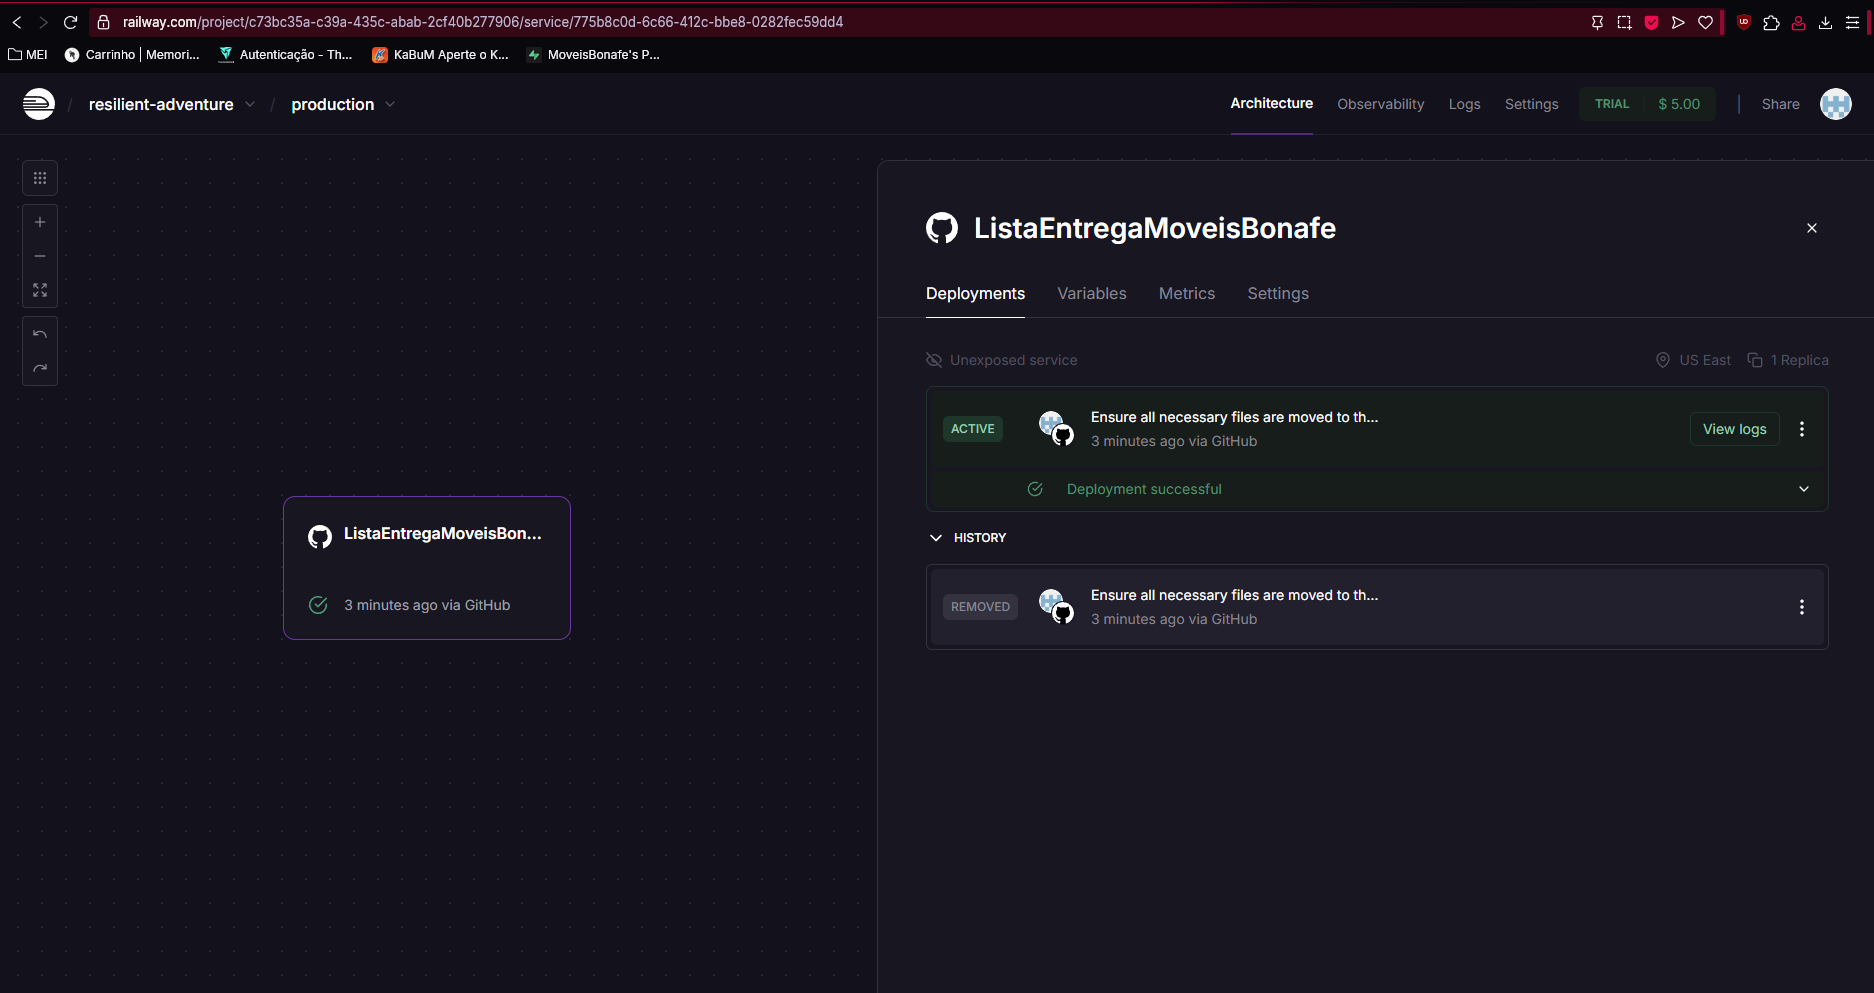 railway.com/project/c73bc35a-c39a-435c-abab-2cf40b277906/service/775b8c0d-6c66-412c-bbe8-0282fec59dd4
MEI
Carrinho | Memori...
Autenticação - Th...
KaBuM Aperte o K...
MoveisBonafe's P...
/ resilient-adventure / production
Architecture
Observability
Logs
Settings
TRIAL
$ 5.00
Share
ListaEntregaMoveisBonafe
Deployments
Variables
Metrics
Settings
Unexposed service
US East
1 Replica
ACTIVE
Ensure all necessary files are moved to th...
3 minutes ago via GitHub
View logs
Deployment successful
HISTORY
REMOVED
Ensure all necessary files are moved to th...
3 minutes ago via GitHub
ListaEntregaMoveisBon...
3 minutes ago via GitHub